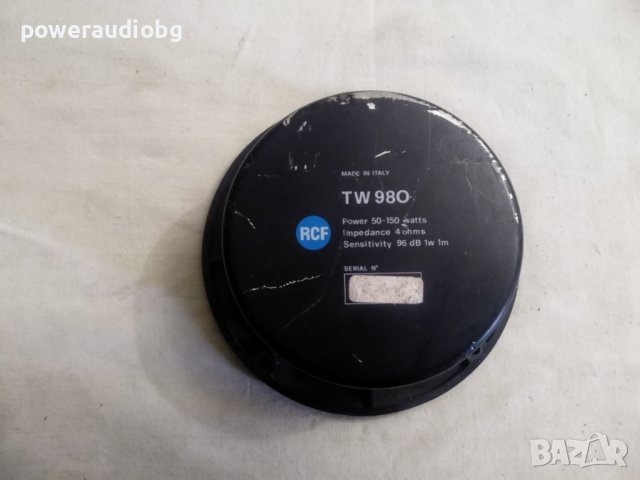 poweraudiobg
MADE IN ITALY
TW 980
Power 50-150 watts
RCF
Impedance 4 ohms
Sensitivity 96 dB 1w 1m
SERIAL N°
BAZAR